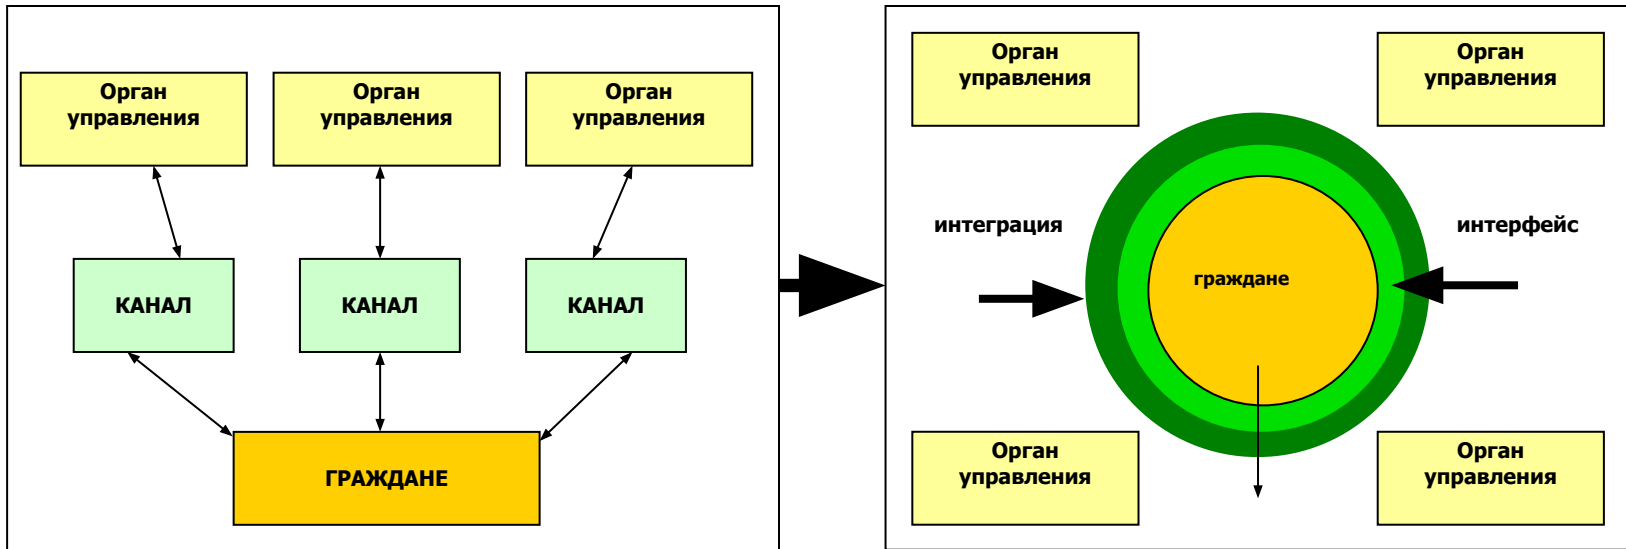 Орган
управления
Орган
управления
Орган
управления
КАНАЛ
КАНАЛ
КАНАЛ
ГРАЖДАНЕ
Орган
управления
Орган
управления
интеграция
интерфейс
граждане
Орган
управления
Орган
управления